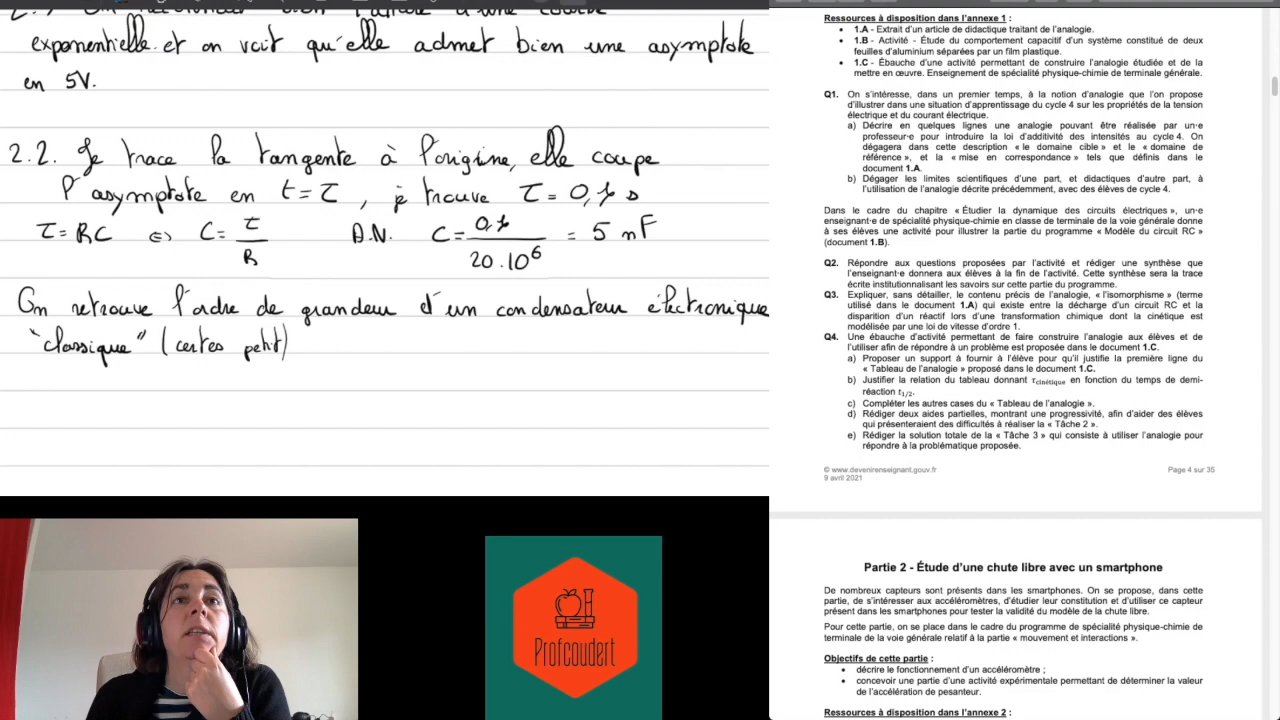 exponentielle et on voit qu'elle admet bien une asymptote
en 5V.
2.2. Je trace la tangente à l'origine, elle coupe
l'asymptote en t = τ, je trouve τ = 0,1 s
τ = RC ⇔ C = τ/R A.N. C = 0,1/20.10⁶ = 5 nF
On retrouve l'ordre de grandeur d'un condensateur électronique
"classique" (certes petit)
Profcoudert
Ressources à disposition dans l'annexe 1 :
• 1.A - Extrait d'un article de didactique traitant de l'analogie.
• 1.B - Activité - Étude du comportement capacitif d'un système constitué de deux
feuilles d'aluminium séparées par un film plastique.
• 1.C - Ébauche d'une activité permettant de construire l'analogie étudiée et de la
mettre en œuvre. Enseignement de spécialité physique-chimie de terminale générale.
Q1. On s'intéresse, dans un premier temps, à la notion d'analogie que l'on propose
d'illustrer dans une situation d'apprentissage du cycle 4 sur les propriétés de la tension
électrique et du courant électrique.
a) Décrire en quelques lignes une analogie pouvant être réalisée par un·e
professeur·e pour introduire la loi d'additivité des intensités au cycle 4. On
dégagera dans cette description « le domaine cible » et le « domaine de
référence », et la « mise en correspondance » tels que définis dans le
document 1.A.
b) Dégager les limites scientifiques d'une part, et didactiques d'autre part, à
l'utilisation de l'analogie décrite précédemment, avec des élèves de cycle 4.
Dans le cadre du chapitre « Étudier la dynamique des circuits électriques », un·e
enseignant·e de spécialité physique-chimie en classe de terminale de la voie générale donne
à ses élèves une activité pour illustrer la partie du programme « Modèle du circuit RC »
(document 1.B).
Q2. Répondre aux questions proposées par l'activité et rédiger une synthèse que
l'enseignant·e donnera aux élèves à la fin de l'activité. Cette synthèse sera la trace
écrite institutionnalisant les savoirs sur cette partie du programme.
Q3. Expliquer, sans détailler, le contenu précis de l'analogie, « l'isomorphisme » (terme
utilisé dans le document 1.A) qui existe entre la décharge d'un circuit RC et la
disparition d'un réactif lors d'une transformation chimique dont la cinétique est
modélisée par une loi de vitesse d'ordre 1.
Q4. Une ébauche d'activité permettant de faire construire l'analogie aux élèves et de
l'utiliser afin de répondre à un problème est proposée dans le document 1.C.
a) Proposer un support à fournir à l'élève pour qu'il justifie la première ligne du
« Tableau de l'analogie » proposé dans le document 1.C.
b) Justifier la relation du tableau donnant τcinétique en fonction du temps de demi-
réaction t1/2.
c) Compléter les autres cases du « Tableau de l'analogie ».
d) Rédiger deux aides partielles, montrant une progressivité, afin d'aider des élèves
qui présenteraient des difficultés à réaliser la « Tâche 2 ».
e) Rédiger la solution totale de la « Tâche 3 » qui consiste à utiliser l'analogie pour
répondre à la problématique proposée.
© www.devenirenseignant.gouv.fr Page 4 sur 35
9 avril 2021
Partie 2 - Étude d'une chute libre avec un smartphone
De nombreux capteurs sont présents dans les smartphones. On se propose, dans cette
partie, de s'intéresser aux accéléromètres, d'étudier leur constitution et d'utiliser ce capteur
présent dans les smartphones pour tester la validité du modèle de la chute libre.
Pour cette partie, on se place dans le cadre du programme de spécialité physique-chimie de
terminale de la voie générale relatif à la partie « mouvement et interactions ».
Objectifs de cette partie :
• décrire le fonctionnement d'un accéléromètre ;
• concevoir une partie d'une activité expérimentale permettant de déterminer la valeur
de l'accélération de pesanteur.
Ressources à disposition dans l'annexe 2 :